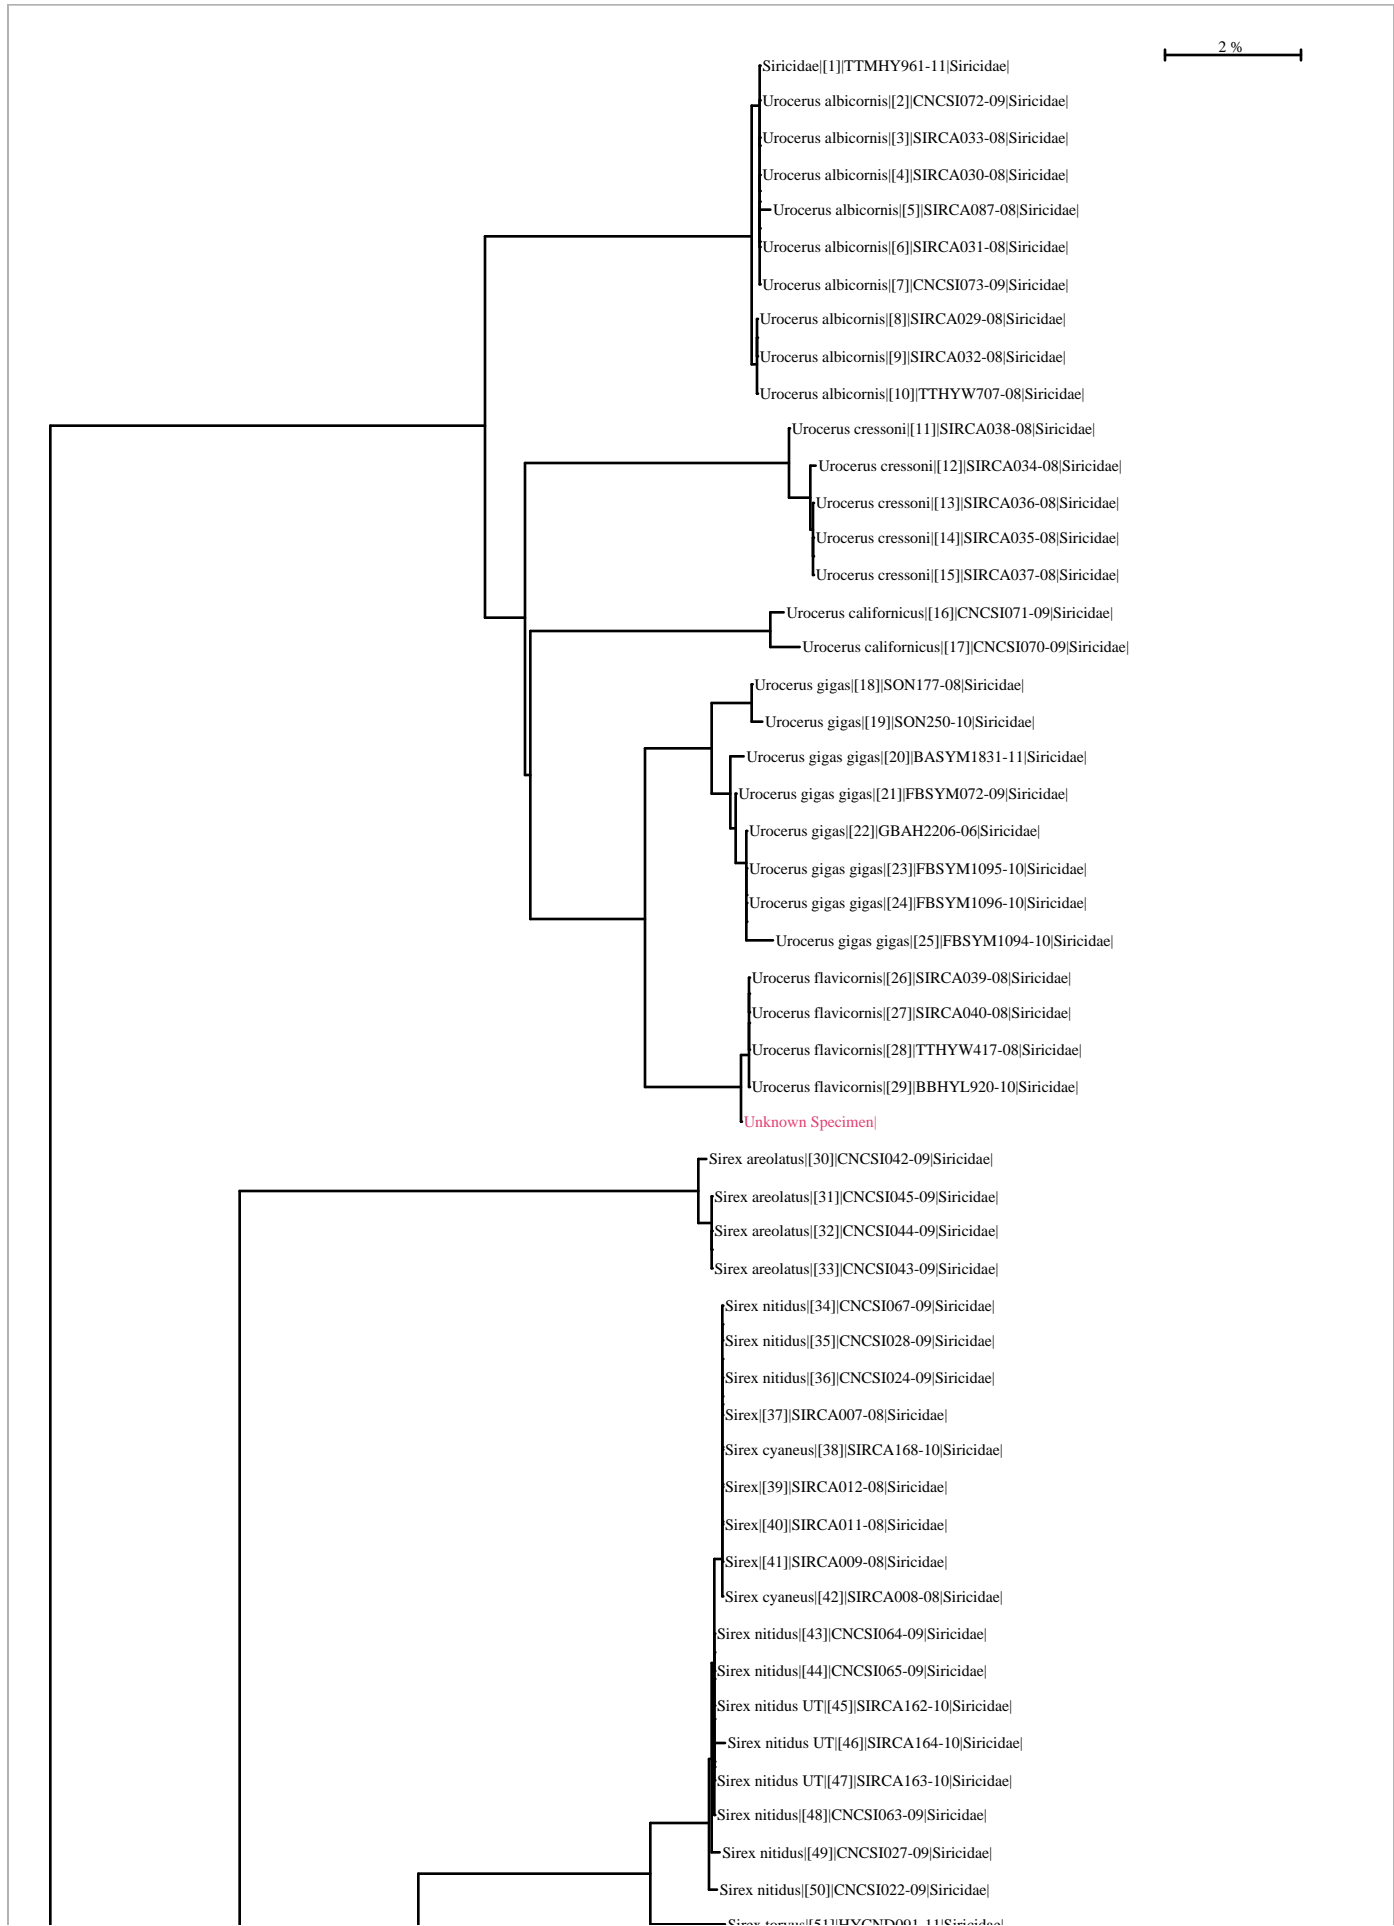 2 %
Siricidae|[1]|TTMHY961-11|Siricidae|
Urocerus albicornis|[2]|CNCSI072-09|Siricidae|
Urocerus albicornis|[3]|SIRCA033-08|Siricidae|
Urocerus albicornis|[4]|SIRCA030-08|Siricidae|
Urocerus albicornis|[5]|SIRCA087-08|Siricidae|
Urocerus albicornis|[6]|SIRCA031-08|Siricidae|
Urocerus albicornis|[7]|CNCSI073-09|Siricidae|
Urocerus albicornis|[8]|SIRCA029-08|Siricidae|
Urocerus albicornis|[9]|SIRCA032-08|Siricidae|
Urocerus albicornis|[10]|TTHYW707-08|Siricidae|
Urocerus cressoni|[11]|SIRCA038-08|Siricidae|
Urocerus cressoni|[12]|SIRCA034-08|Siricidae|
Urocerus cressoni|[13]|SIRCA036-08|Siricidae|
Urocerus cressoni|[14]|SIRCA035-08|Siricidae|
Urocerus cressoni|[15]|SIRCA037-08|Siricidae|
Urocerus californicus|[16]|CNCSI071-09|Siricidae|
Urocerus californicus|[17]|CNCSI070-09|Siricidae|
Urocerus gigas|[18]|SON177-08|Siricidae|
Urocerus gigas|[19]|SON250-10|Siricidae|
Urocerus gigas gigas|[20]|BASYM1831-11|Siricidae|
Urocerus gigas gigas|[21]|FBSYM072-09|Siricidae|
Urocerus gigas|[22]|GBAH2206-06|Siricidae|
Urocerus gigas gigas|[23]|FBSYM1095-10|Siricidae|
Urocerus gigas gigas|[24]|FBSYM1096-10|Siricidae|
Urocerus gigas gigas|[25]|FBSYM1094-10|Siricidae|
Urocerus flavicornis|[26]|SIRCA039-08|Siricidae|
Urocerus flavicornis|[27]|SIRCA040-08|Siricidae|
Urocerus flavicornis|[28]|TTHYW417-08|Siricidae|
Urocerus flavicornis|[29]|BBHYL920-10|Siricidae|
Unknown Specimen|
Sirex areolatus|[30]|CNCSI042-09|Siricidae|
Sirex areolatus|[31]|CNCSI045-09|Siricidae|
Sirex areolatus|[32]|CNCSI044-09|Siricidae|
Sirex areolatus|[33]|CNCSI043-09|Siricidae|
Sirex nitidus|[34]|CNCSI067-09|Siricidae|
Sirex nitidus|[35]|CNCSI028-09|Siricidae|
Sirex nitidus|[36]|CNCSI024-09|Siricidae|
Sirex|[37]|SIRCA007-08|Siricidae|
Sirex cyaneus|[38]|SIRCA168-10|Siricidae|
Sirex|[39]|SIRCA012-08|Siricidae|
Sirex|[40]|SIRCA011-08|Siricidae|
Sirex|[41]|SIRCA009-08|Siricidae|
Sirex cyaneus|[42]|SIRCA008-08|Siricidae|
Sirex nitidus|[43]|CNCSI064-09|Siricidae|
Sirex nitidus|[44]|CNCSI065-09|Siricidae|
Sirex nitidus UT|[45]|SIRCA162-10|Siricidae|
Sirex nitidus UT|[46]|SIRCA164-10|Siricidae|
Sirex nitidus UT|[47]|SIRCA163-10|Siricidae|
Sirex nitidus|[48]|CNCSI063-09|Siricidae|
Sirex nitidus|[49]|CNCSI027-09|Siricidae|
Sirex nitidus|[50]|CNCSI022-09|Siricidae|
Sirex torvus|[51]|HYCND091-11|Siricidae|